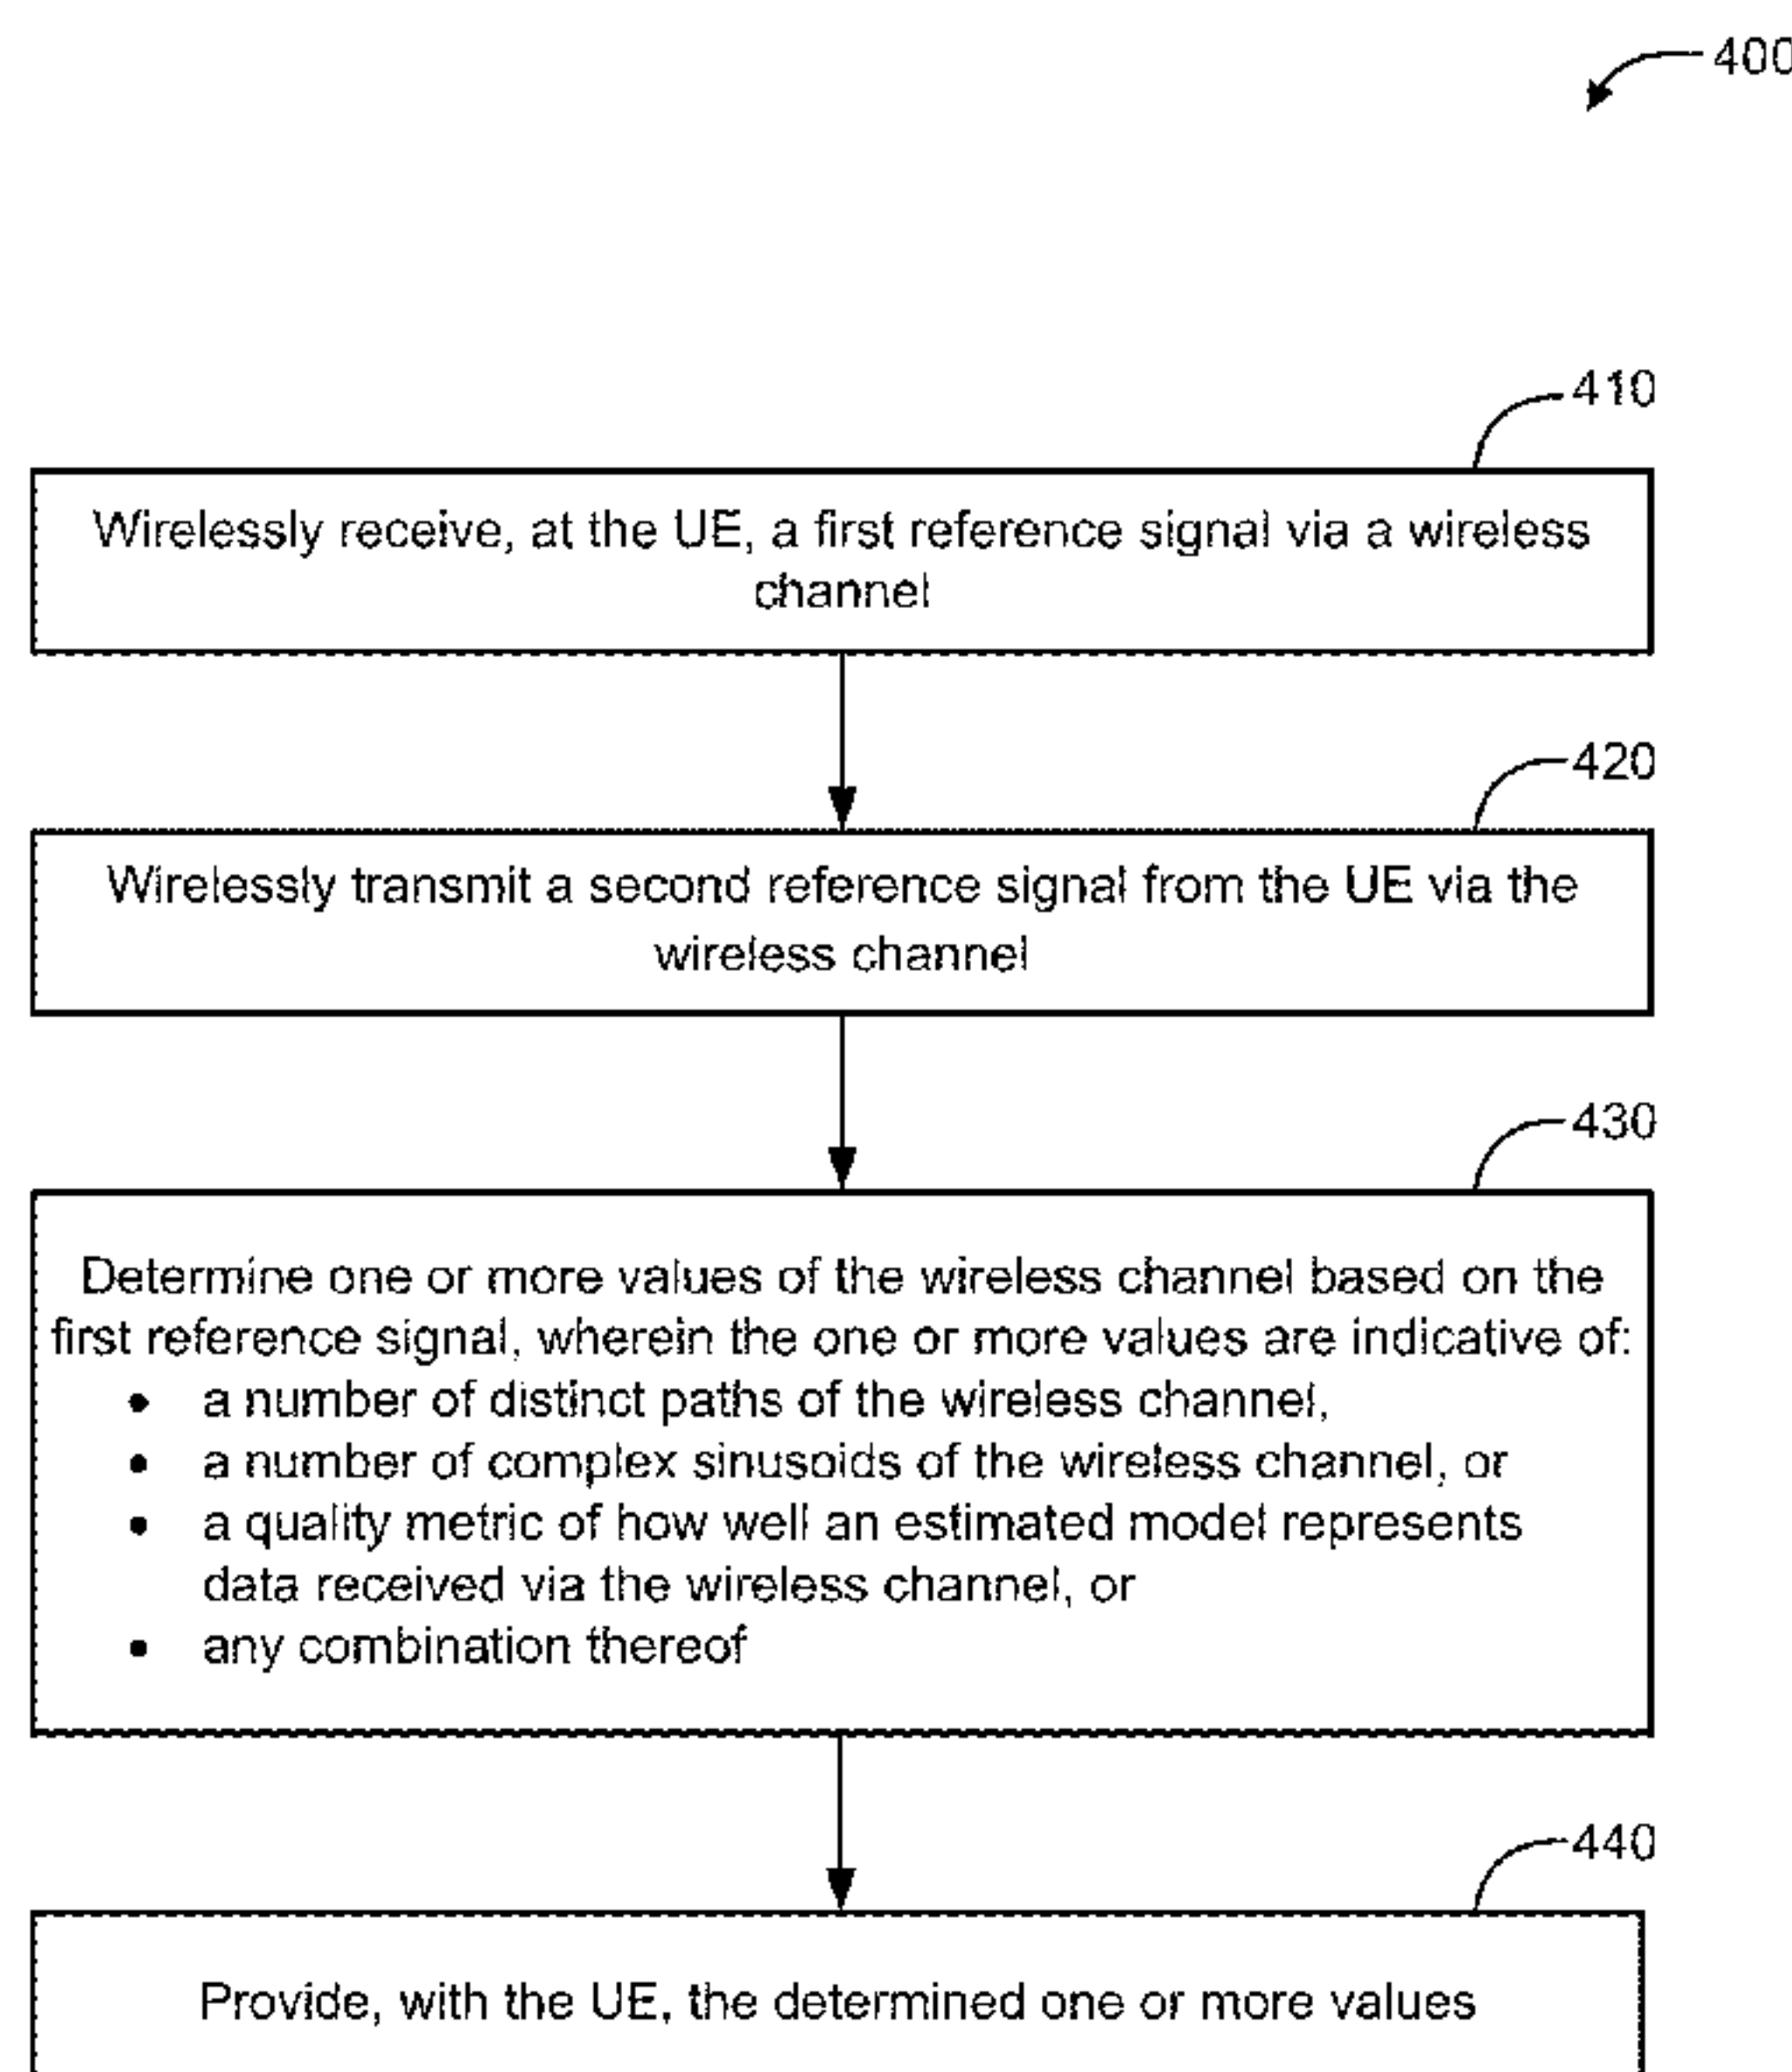 400
410
Wirelessly receive, at the UE, a first reference signal via a wireless
channel
420
Wirelessly transmit a second reference signal from the UE via the
wireless channel
430
Determine one or more values of the wireless channel based on the
first reference signal, wherein the one or more values are indicative of:
• a number of distinct paths of the wireless channel,
• a number of complex sinusoids of the wireless channel, or
• a quality metric of how well an estimated model represents
data received via the wireless channel, or
• any combination thereof
440
Provide, with the UE, the determined one or more values